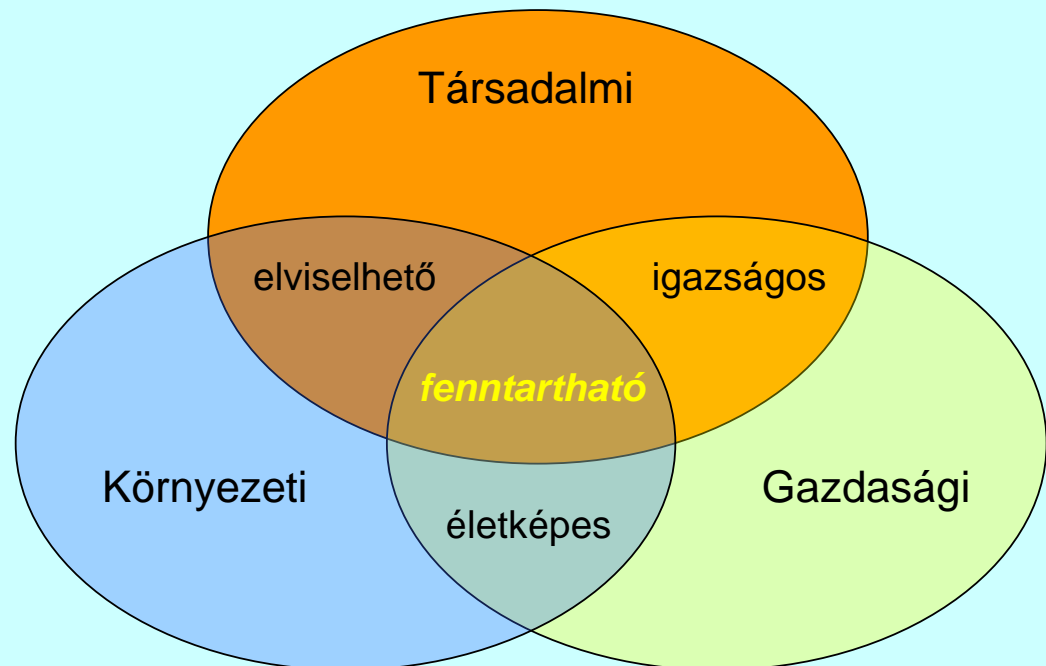 Társadalmi
elviselhető
igazságos
fenntartható
Környezeti
Gazdasági
életképes